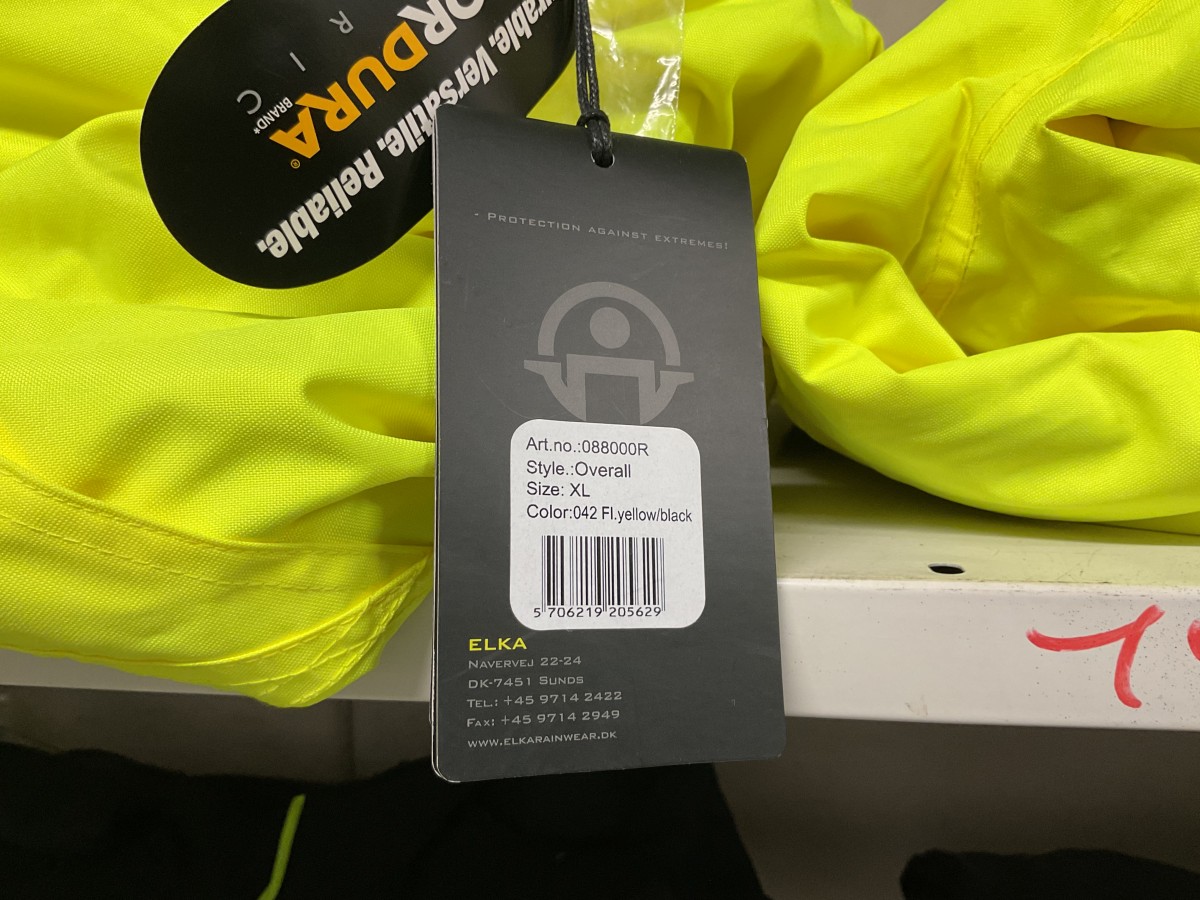 ORDURA
BRAND*
®
R I C
urable. Versatile. Reliable.
- PROTECTION AGAINST EXTREMES!
Art.no.:088000R
Style.:Overall
Size: XL
Color:042 Fl.yellow/black
5 706219 205629
ELKA
NAVERVEJ 22-24
DK-7451 SUNDS
TEL.: +45 9714 2422
FAX: +45 9714 2949
WWW.ELKARAINWEAR.DK